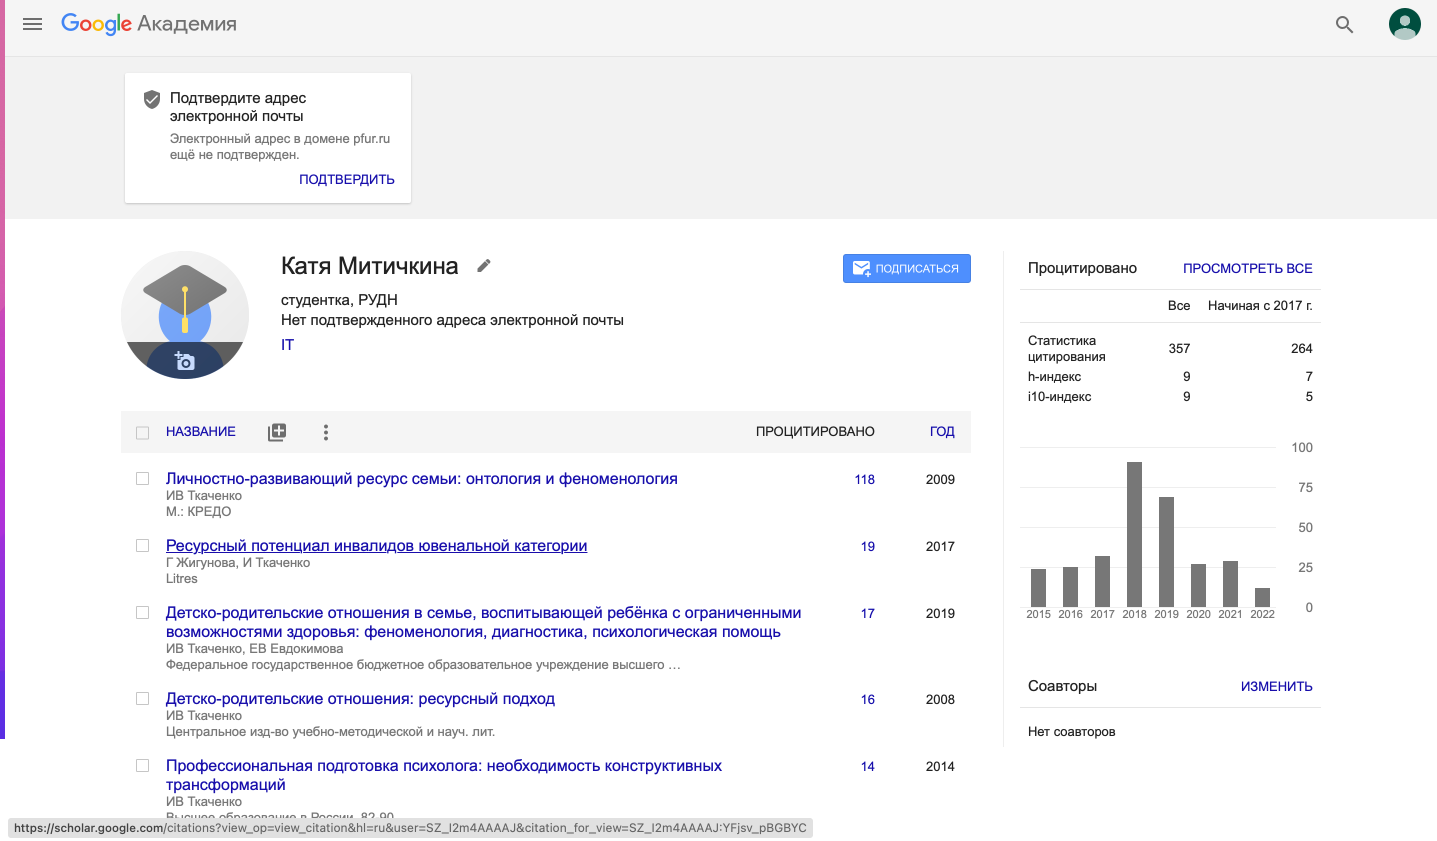 Google Академия
Подтвердите адрес
электронной почты
Электронный адрес в домене pfur.ru
ещё не подтвержден.
ПОДТВЕРДИТЬ
Катя Митичкина
студентка, РУДН
Нет подтвержденного адреса электронной почты
IT
ПОДПИСАТЬСЯ
НАЗВАНИЕ ПРОЦИТИРОВАНО ГОД
Личностно-развивающий ресурс семьи: онтология и феноменология 118 2009
ИВ Ткаченко
М.: КРЕДО
Ресурсный потенциал инвалидов ювенальной категории 19 2017
Г Жигунова, И Ткаченко
Litres
Детско-родительские отношения в семье, воспитывающей ребёнка с ограниченными 17 2019
возможностями здоровья: феноменология, диагностика, психологическая помощь
ИВ Ткаченко, ЕВ Евдокимова
Федеральное государственное бюджетное образовательное учреждение высшего …
Детско-родительские отношения: ресурсный подход 16 2008
ИВ Ткаченко
Центральное изд-во учебно-методической и науч. лит.
Профессиональная подготовка психолога: необходимость конструктивных 14 2014
трансформаций
ИВ Ткаченко
Высшее образование в России, 82-90
https://scholar.google.com/citations?view_op=view_citation&hl=ru&user=SZ_I2m4AAAAJ&citation_for_view=SZ_I2m4AAAAJ:YFjsv_pBGBYC
Процитировано ПРОСМОТРЕТЬ ВСЕ
Все Начиная с 2017 г.
Статистика
цитирования 357 264
h-индекс 9 7
i10-индекс 9 5
100
75
50
25
0
2015 2016 2017 2018 2019 2020 2021 2022
Соавторы ИЗМЕНИТЬ
Нет соавторов